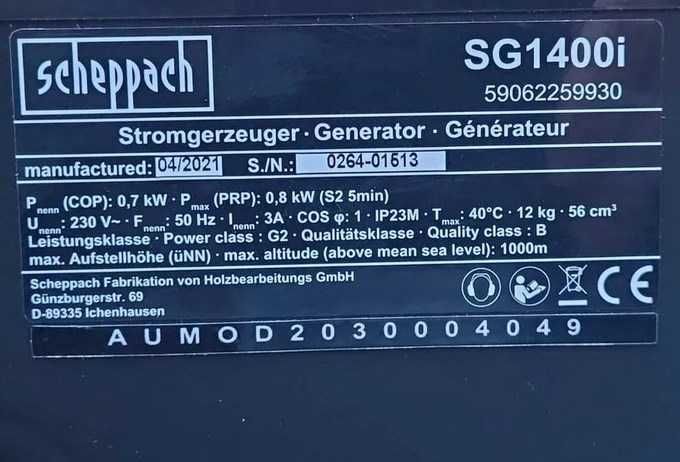 scheppach
SG1400i
59062259930
Stromgerzeuger · Generator · Générateur
manufactured: 04/2021 S./N.: 0264-01513
Pnenn (COP): 0,7 kW · Pmax (PRP): 0,8 kW (S2 5min)
Unenn: 230 V~ · Fnenn: 50 Hz · Inenn: 3A · COS φ: 1 · IP23M · Tmax: 40°C · 12 kg · 56 cm³
Leistungsklasse · Power class : G2 · Qualitätsklasse · Quality class : B
max. Aufstellhöhe (üNN) · max. altitude (above mean sea level): 1000m
Scheppach Fabrikation von Holzbearbeitungs GmbH
Günzburgerstr. 69
D-89335 Ichenhausen
CE
AUMOD2030004049